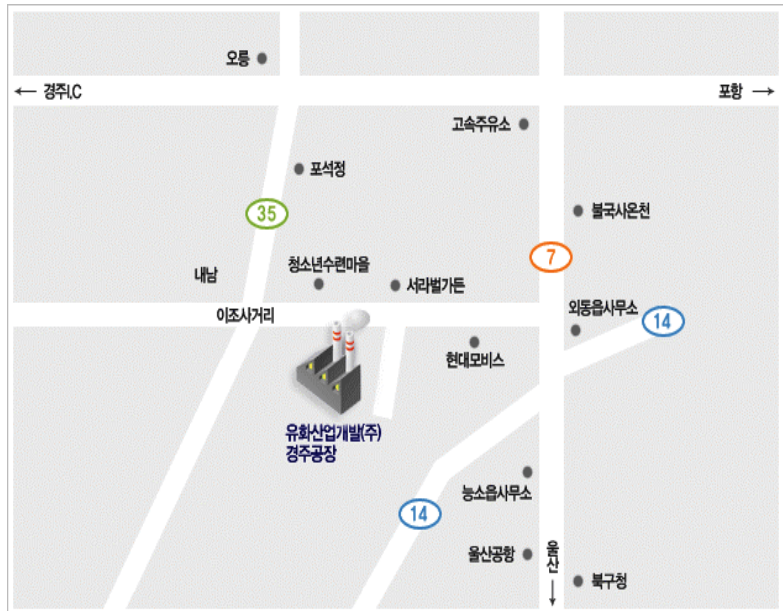 오릉
← 경주I.C
포항 →
고속주유소
포석정
35
불국사온천
7
청소년수련마을
내남
서라벌가든
이조사거리
외동읍사무소
14
현대모비스
유화산업개발(주)
경주공장
능소읍사무소
14
울산공항
울산
↓
북구청